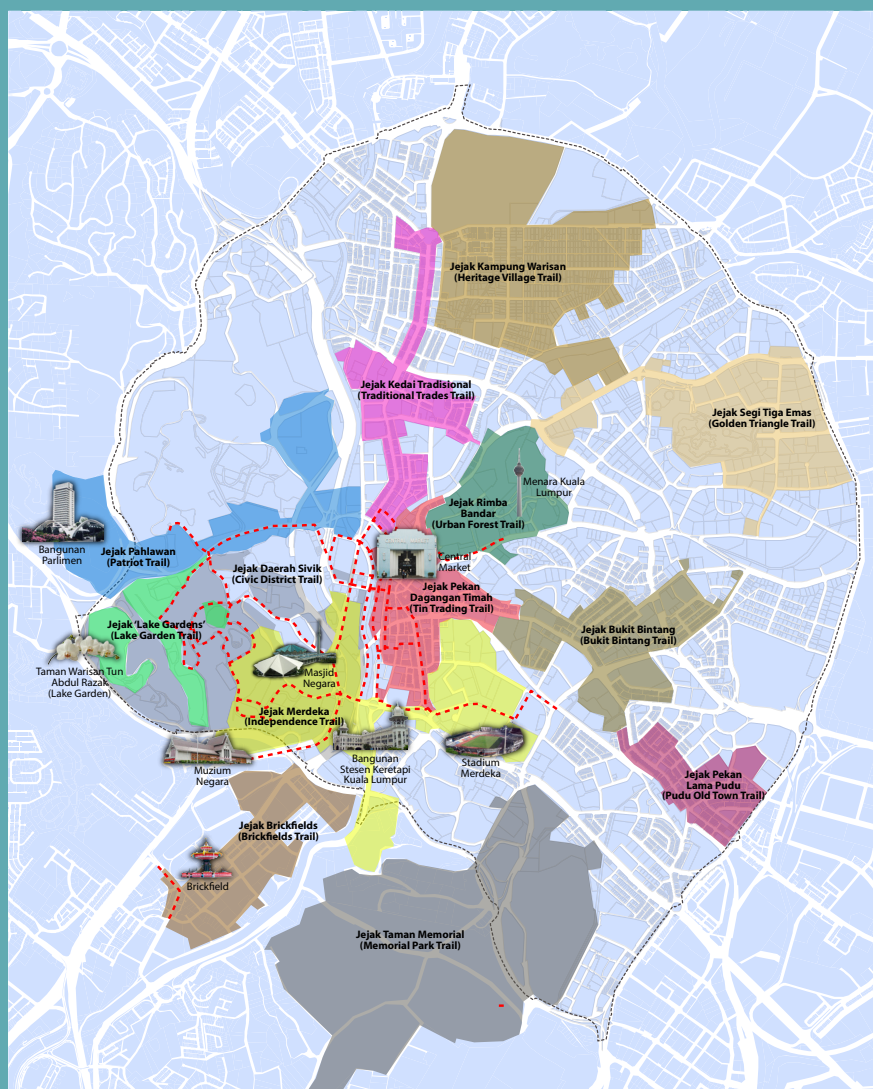 Jejak Kampung Warisan
(Heritage Village Trail)
Jejak Kedai Tradisional
(Traditional Trades Trail)
Jejak Segi Tiga Emas
(Golden Triangle Trail)
Menara Kuala
Lumpur
Jejak Rimba
Bandar
(Urban Forest Trail)
Bangunan
Parlimen
Jejak Pahlawan
(Patriot Trail)
Jejak Daerah Sivik
(Civic District Trail)
Central
Market
Jejak Pekan
Dagangan Timah
(Tin Trading Trail)
Jejak 'Lake Gardens'
(Lake Garden Trail)
Jejak Bukit Bintang
(Bukit Bintang Trail)
Taman Warisan Tun
Abdul Razak
(Lake Garden)
Masjid
Negara
Jejak Merdeka
(Independence Trail)
Muzium
Negara
Bangunan
Stesen Keretapi
Kuala Lumpur
Stadium
Merdeka
Jejak Pekan
Lama Pudu
(Pudu Old Town Trail)
Jejak Brickfields
(Brickfields Trail)
Brickfield
Jejak Taman Memorial
(Memorial Park Trail)